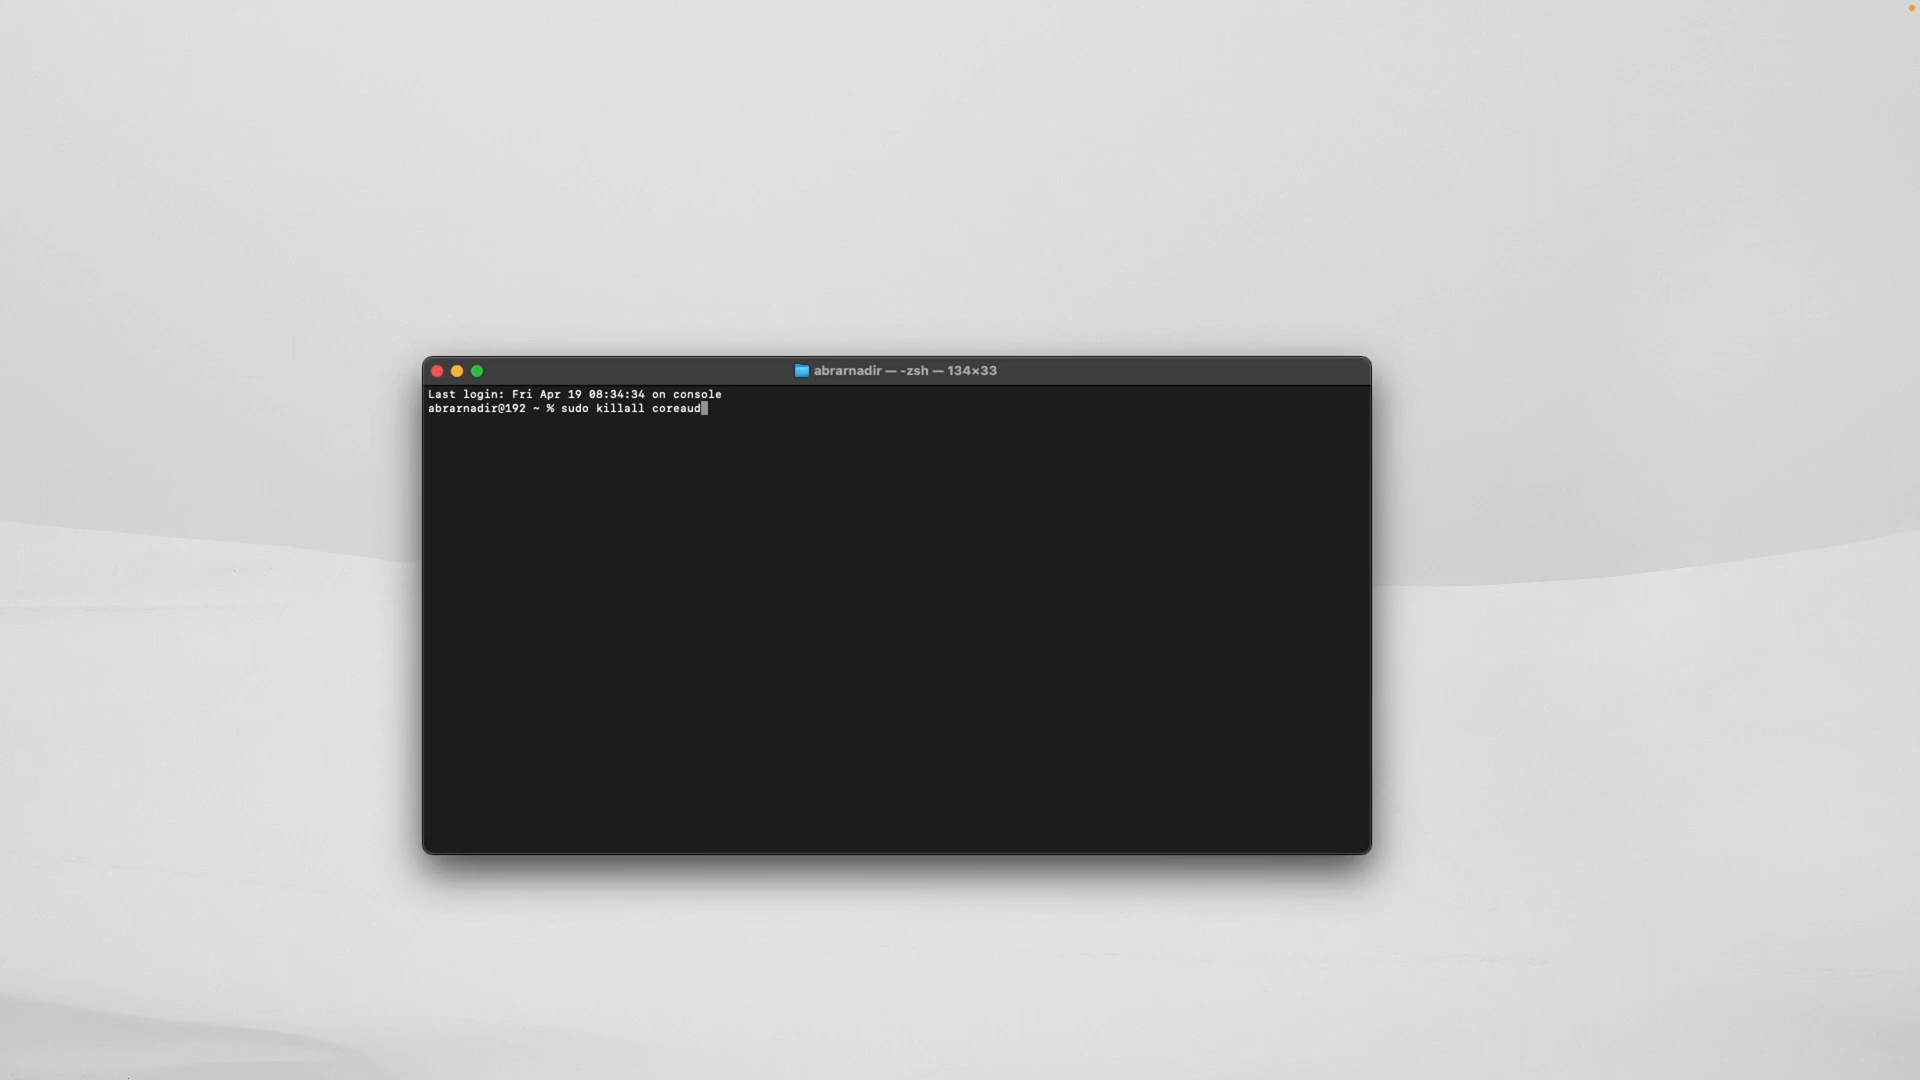 abrarnadir — -zsh — 134×33
Last login: Fri Apr 19 08:34:34 on console
abrarnadir@192 ~ % sudo killall coreaud